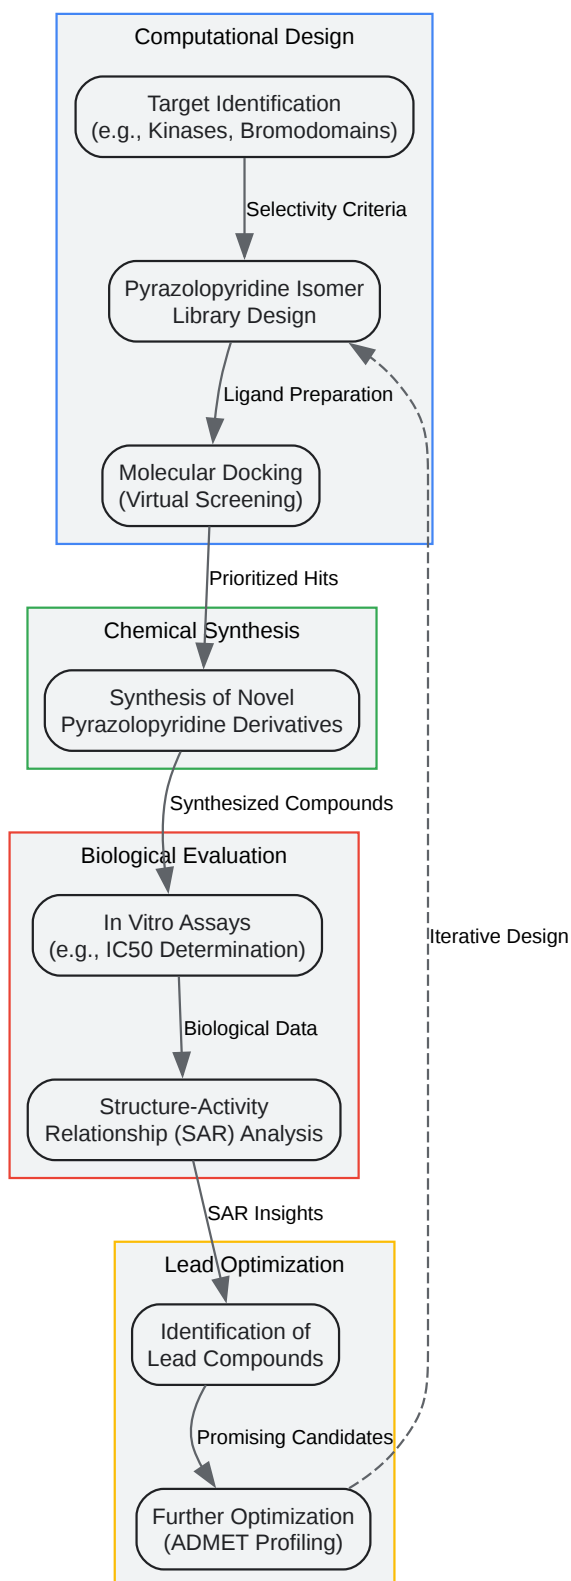 Computational Design
Target Identification
(e.g., Kinases, Bromodomains)
Selectivity Criteria
Pyrazolopyridine Isomer
Library Design
Ligand Preparation
Molecular Docking
(Virtual Screening)
Prioritized Hits
Chemical Synthesis
Synthesis of Novel
Pyrazolopyridine Derivatives
Synthesized Compounds
Biological Evaluation
In Vitro Assays
(e.g., IC50 Determination)
Iterative Design
Biological Data
Structure-Activity
Relationship (SAR) Analysis
SAR Insights
Lead Optimization
Identification of
Lead Compounds
Promising Candidates
Further Optimization
(ADMET Profiling)